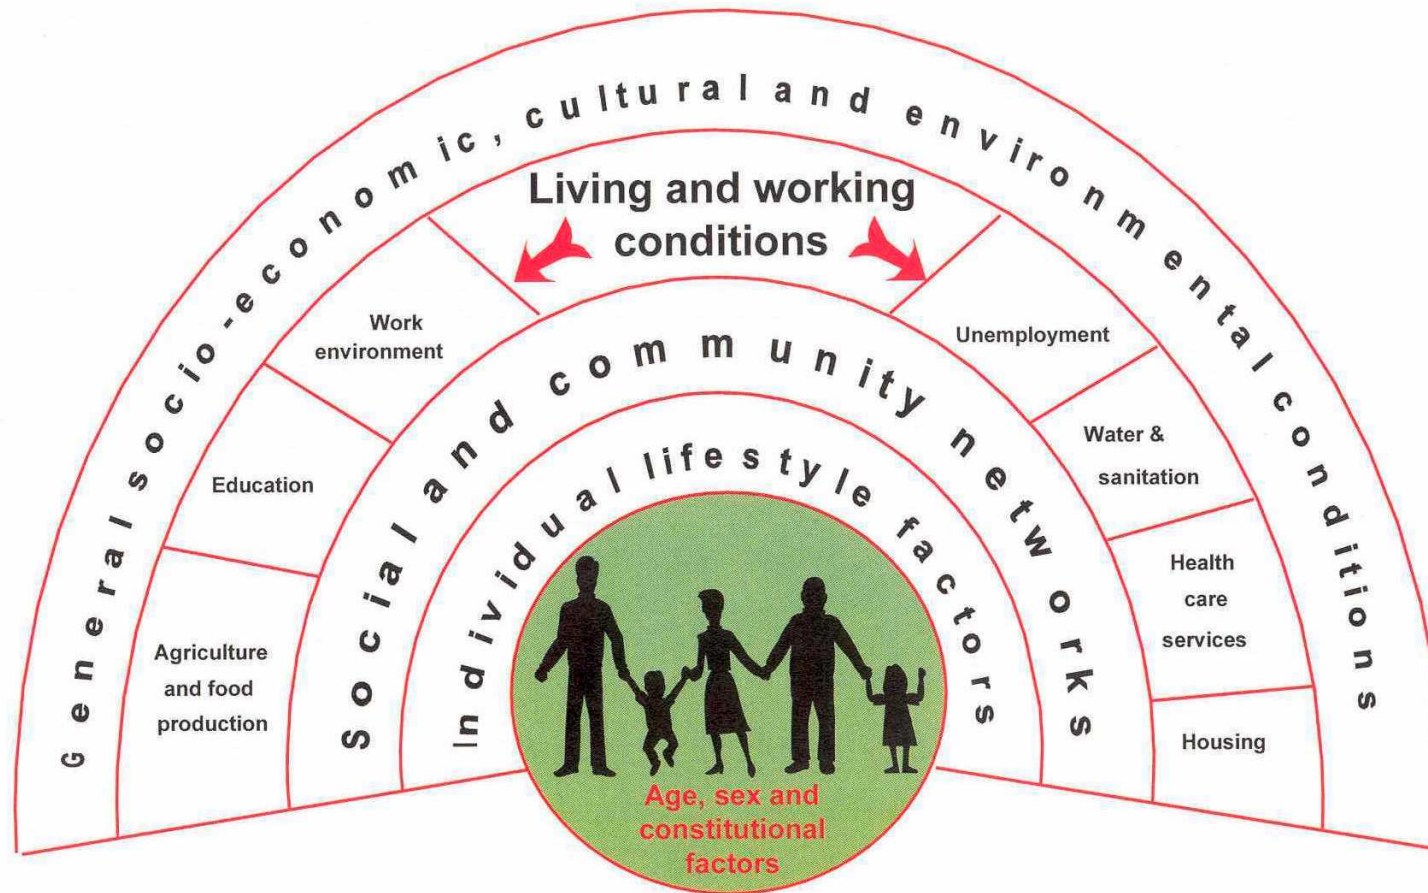 General socio-economic, cultural and environmental conditions
Living and working
conditions
Work
environment
Unemployment
Education
Water &
sanitation
Agriculture
and food
production
Health
care
services
Housing
Social and community networks
Individual lifestyle factors
Age, sex and
constitutional
factors